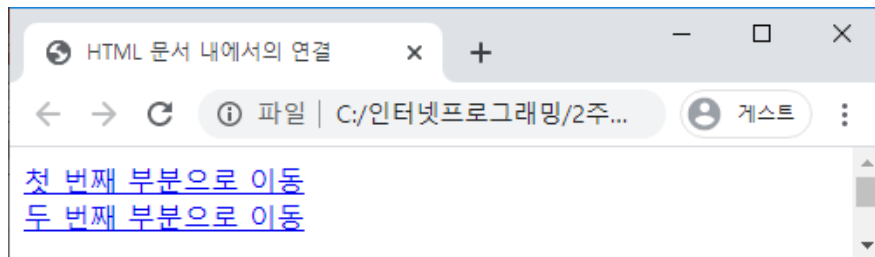 HTML 문서 내에서의 연결
파일 | C:/인터넷프로그래밍/2주... 게스트
첫 번째 부분으로 이동
두 번째 부분으로 이동